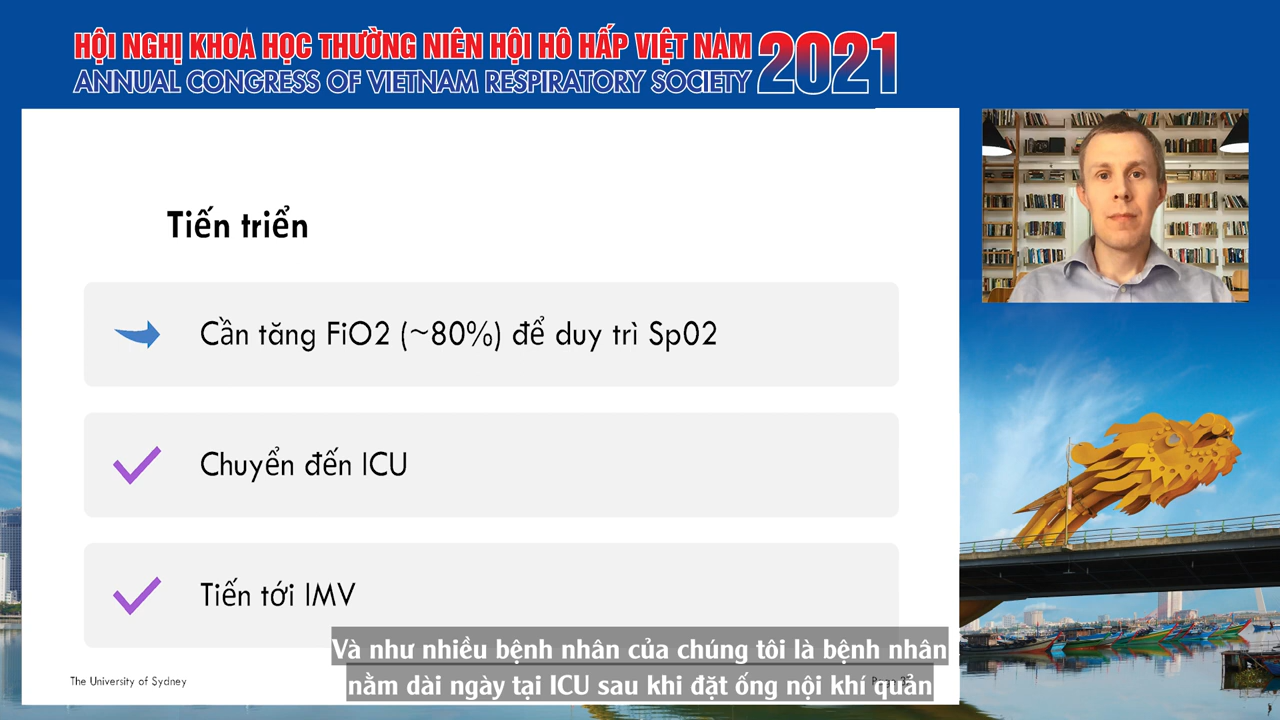 HỘI NGHỊ KHOA HỌC THƯỜNG NIÊN HỘI HÔ HẤP VIỆT NAM 2021
ANNUAL CONGRESS OF VIETNAM RESPIRATORY SOCIETY
Tiến triển
Cần tăng FiO2 (~80%) để duy trì Sp02
Chuyển đến ICU
Tiến tới IMV
Và như nhiều bệnh nhân của chúng tôi là bệnh nhân
nằm dài ngày tại ICU sau khi đặt ống nội khí quản
The University of Sydney